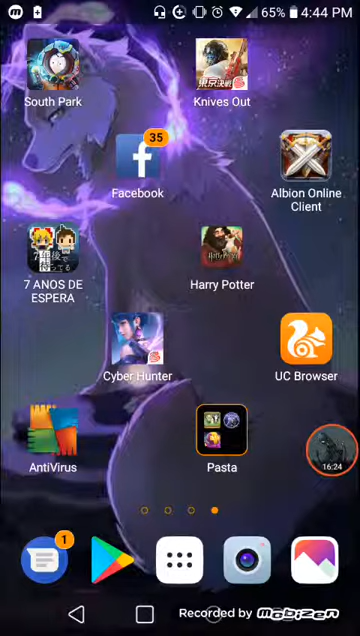 65% 4:44 PM
South Park
Knives Out
35
Facebook
Albion Online
Client
7 ANOS DE
ESPERA
Harry Potter
Cyber Hunter
UC Browser
AntiVirus
Pasta
16:24
1
Recorded by mobizen